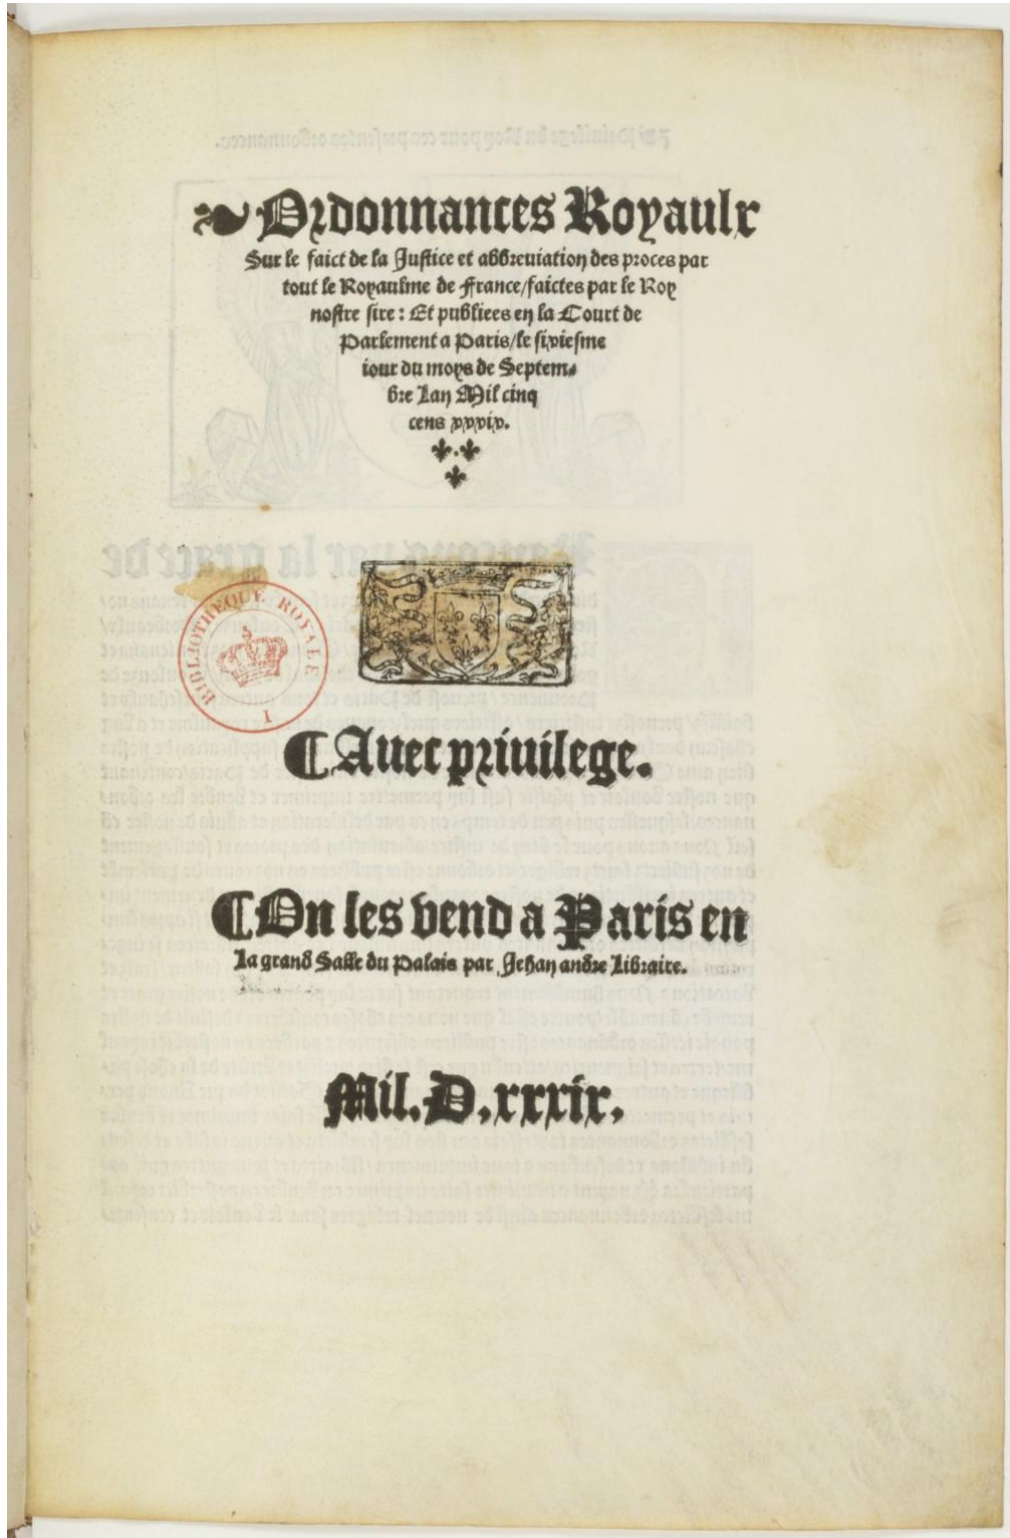 ❧ Ordonnances Royaulx
Sur le faict de la Justice et abbreviation des proces par
tout le Royaulme de France/faictes par le Roy
nostre sire : Et publiees en la Court de
Parlement a Paris/le sixiesme
iour du moys de Septem-
bre Lan Mil cinq
cens xxxix.
BIBLIOTHEQUE ROYALE
I
¶ Auec priuilege.
¶ On les vend a Paris en
La grand Salle du Palais par Jehan andre Libraire.
Mil. D. xxxix.